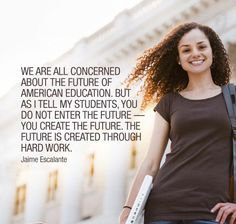 WE ARE ALL CONCERNED
ABOUT THE FUTURE OF
AMERICAN EDUCATION. BUT
AS I TELL MY STUDENTS, YOU
DO NOT ENTER THE FUTURE —
YOU CREATE THE FUTURE. THE
FUTURE IS CREATED THROUGH
HARD WORK.
Jaime Escalante